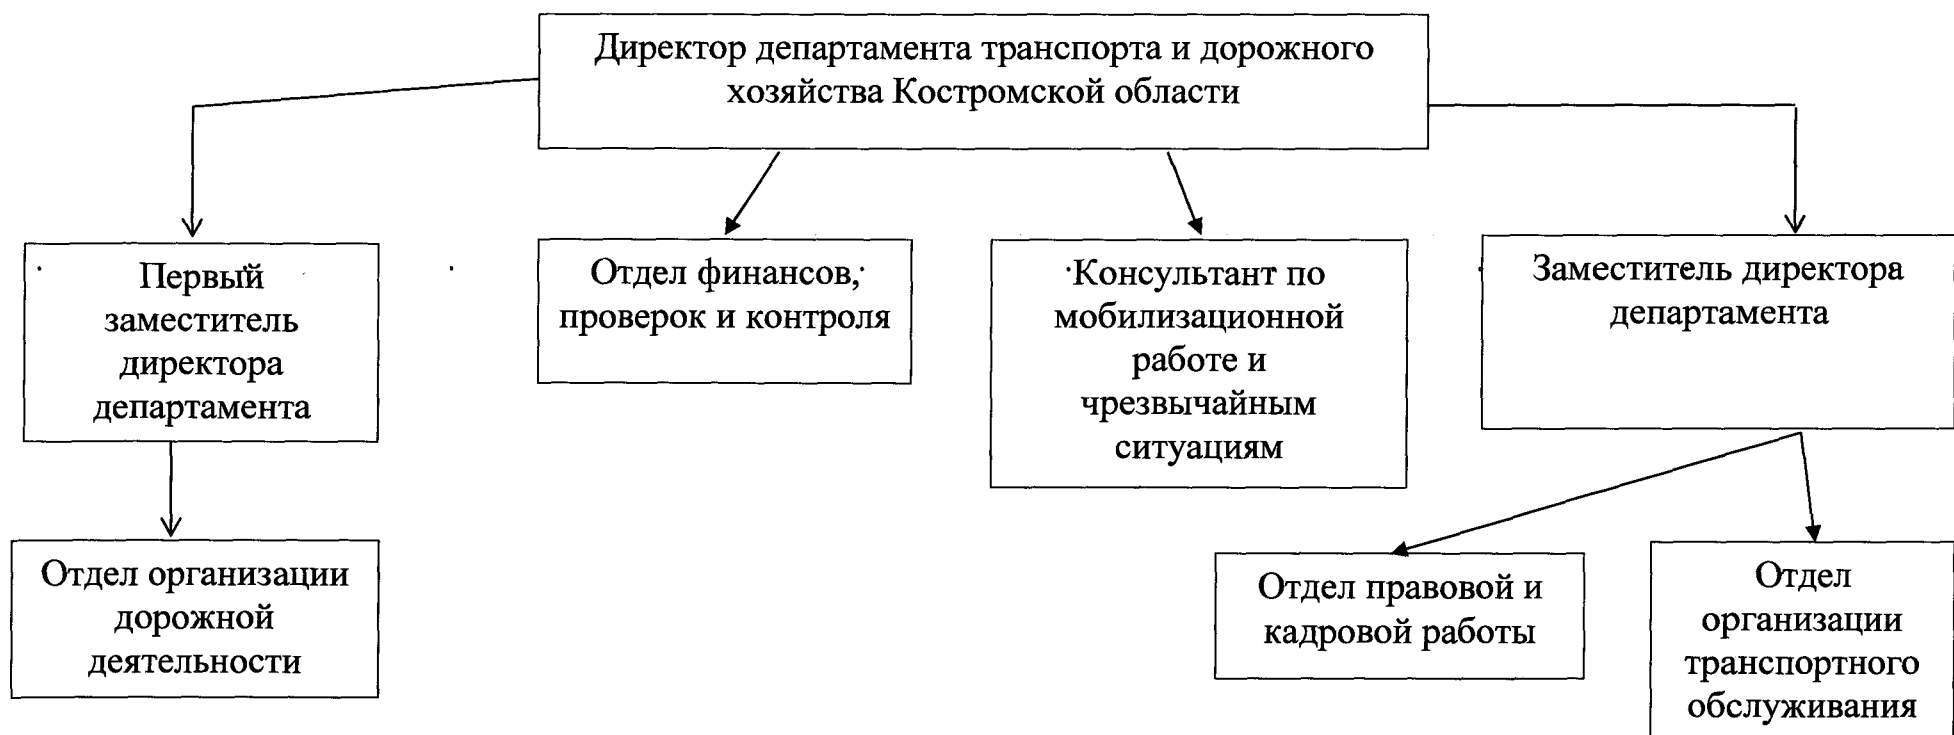 Директор департамента транспорта и дорожного
хозяйства Костромской области
Первый
заместитель
директора
департамента
Отдел финансов,
проверок и контроля
Консультант по
мобилизационной
работе и
чрезвычайным
ситуациям
Заместитель директора
департамента
Отдел организации
дорожной
деятельности
Отдел правовой и
кадровой работы
Отдел
организации
транспортного
обслуживания